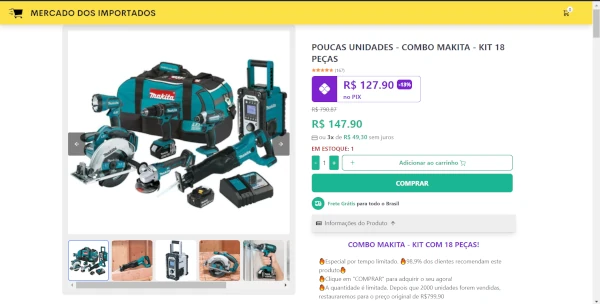 MERCADO DOS IMPORTADOS
makita
POUCAS UNIDADES - COMBO MAKITA - KIT 18
PEÇAS
(167)
R$ 127.90 -15%
no PIX
R$ 790,87
R$ 147.90
ou 3x de R$ 49,30 sem juros
EM ESTOQUE: 1
- 1 + + Adicionar ao carrinho
COMPRAR
Frete Grátis para todo o Brasil
Informações do Produto
COMBO MAKITA - KIT COM 18 PEÇAS!
🔥Especial por tempo limitado. 🔥98,9% dos clientes recomendam este
produto🔥
🔥Clique em "COMPRAR" para adquirir o seu agora!
🔥A quantidade é limitada. Depois que 2000 unidades forem vendidas,
restauraremos para o preço original de R$799,90